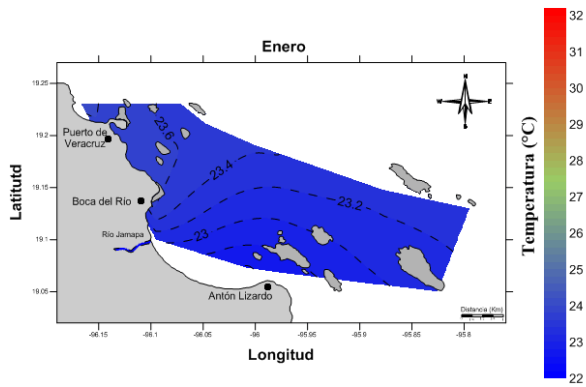 Enero
32
31
30
29
28
27
26
25
24
23
22
Temperatura (°C)
N
19.25
19.2
19.15
19.1
19.05
Latitutd
Puerto de
Veracruz
Boca del Río
Río Jamapa
Antón Lizardo
23.6
23.4
23.2
23
Distancia (Km)
-96.15
-96.1
-96.05
-96
-95.95
-95.9
-95.85
-95.8
Longitud